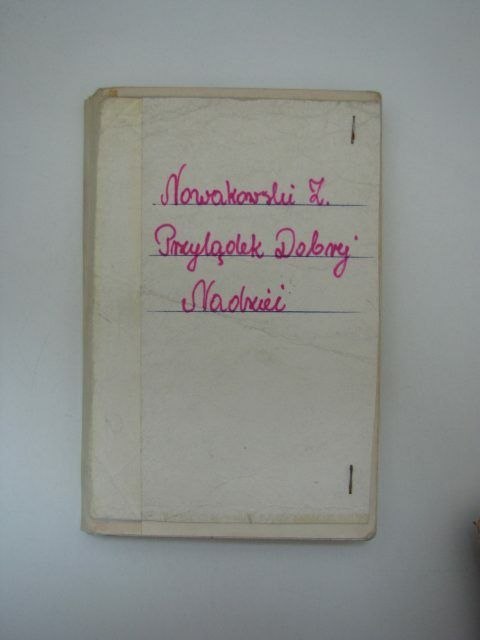 Nowakowski Z.
Przylądek Dobrej
Nadziei